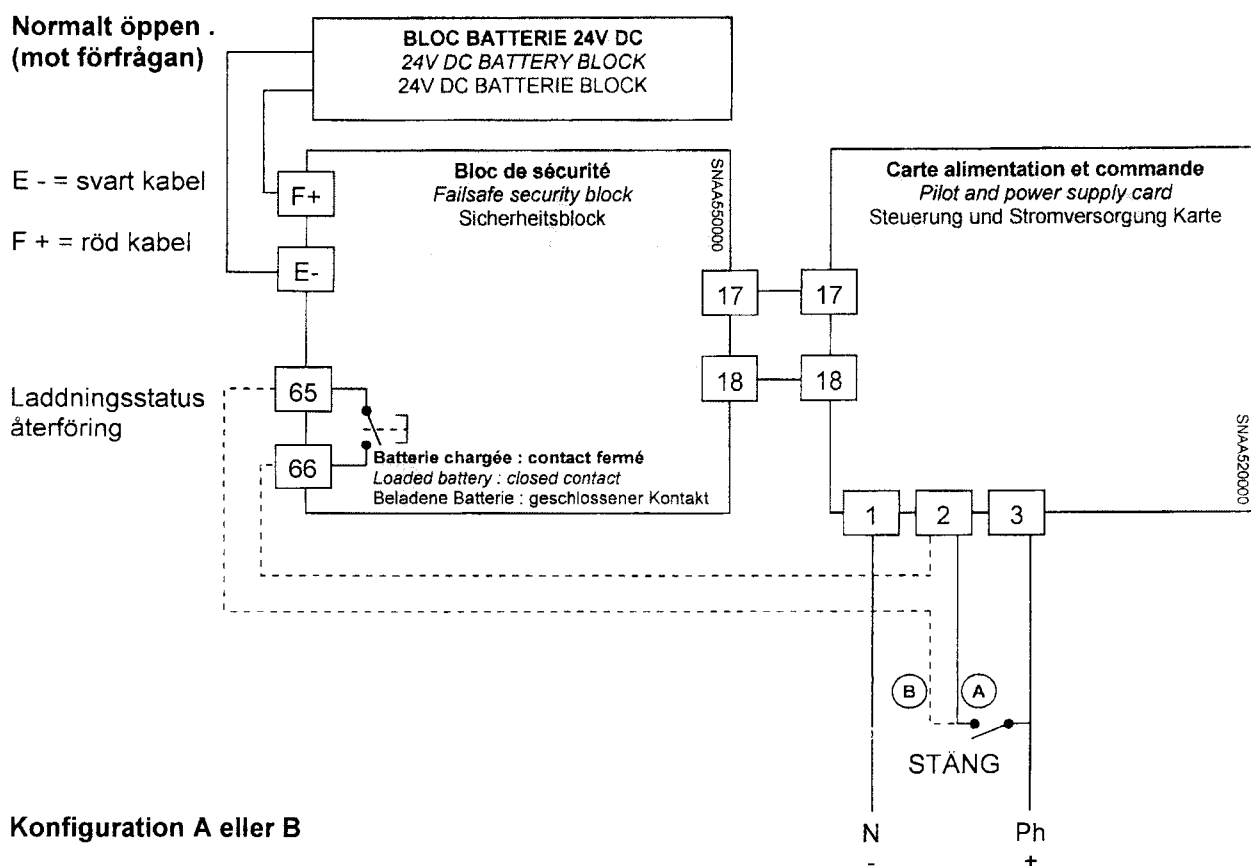 Normalt öppen .
(mot förfrågan)
BLOC BATTERIE 24V DC
24V DC BATTERY BLOCK
24V DC BATTERIE BLOCK
E - = svart kabel
F + = röd kabel
F+
E-
Bloc de sécurité
Failsafe security block
Sicherheitsblock
SNAA550000
Carte alimentation et commande
Pilot and power supply card
Steuerung und Stromversorgung Karte
17
17
18
18
Laddningsstatus
återföring
65
66
Batterie chargée : contact fermé
Loaded battery : closed contact
Beladene Batterie : geschlossener Kontakt
SNAA520000
1
2
3
B
A
STÄNG
Konfiguration A eller B
N
-
Ph
+